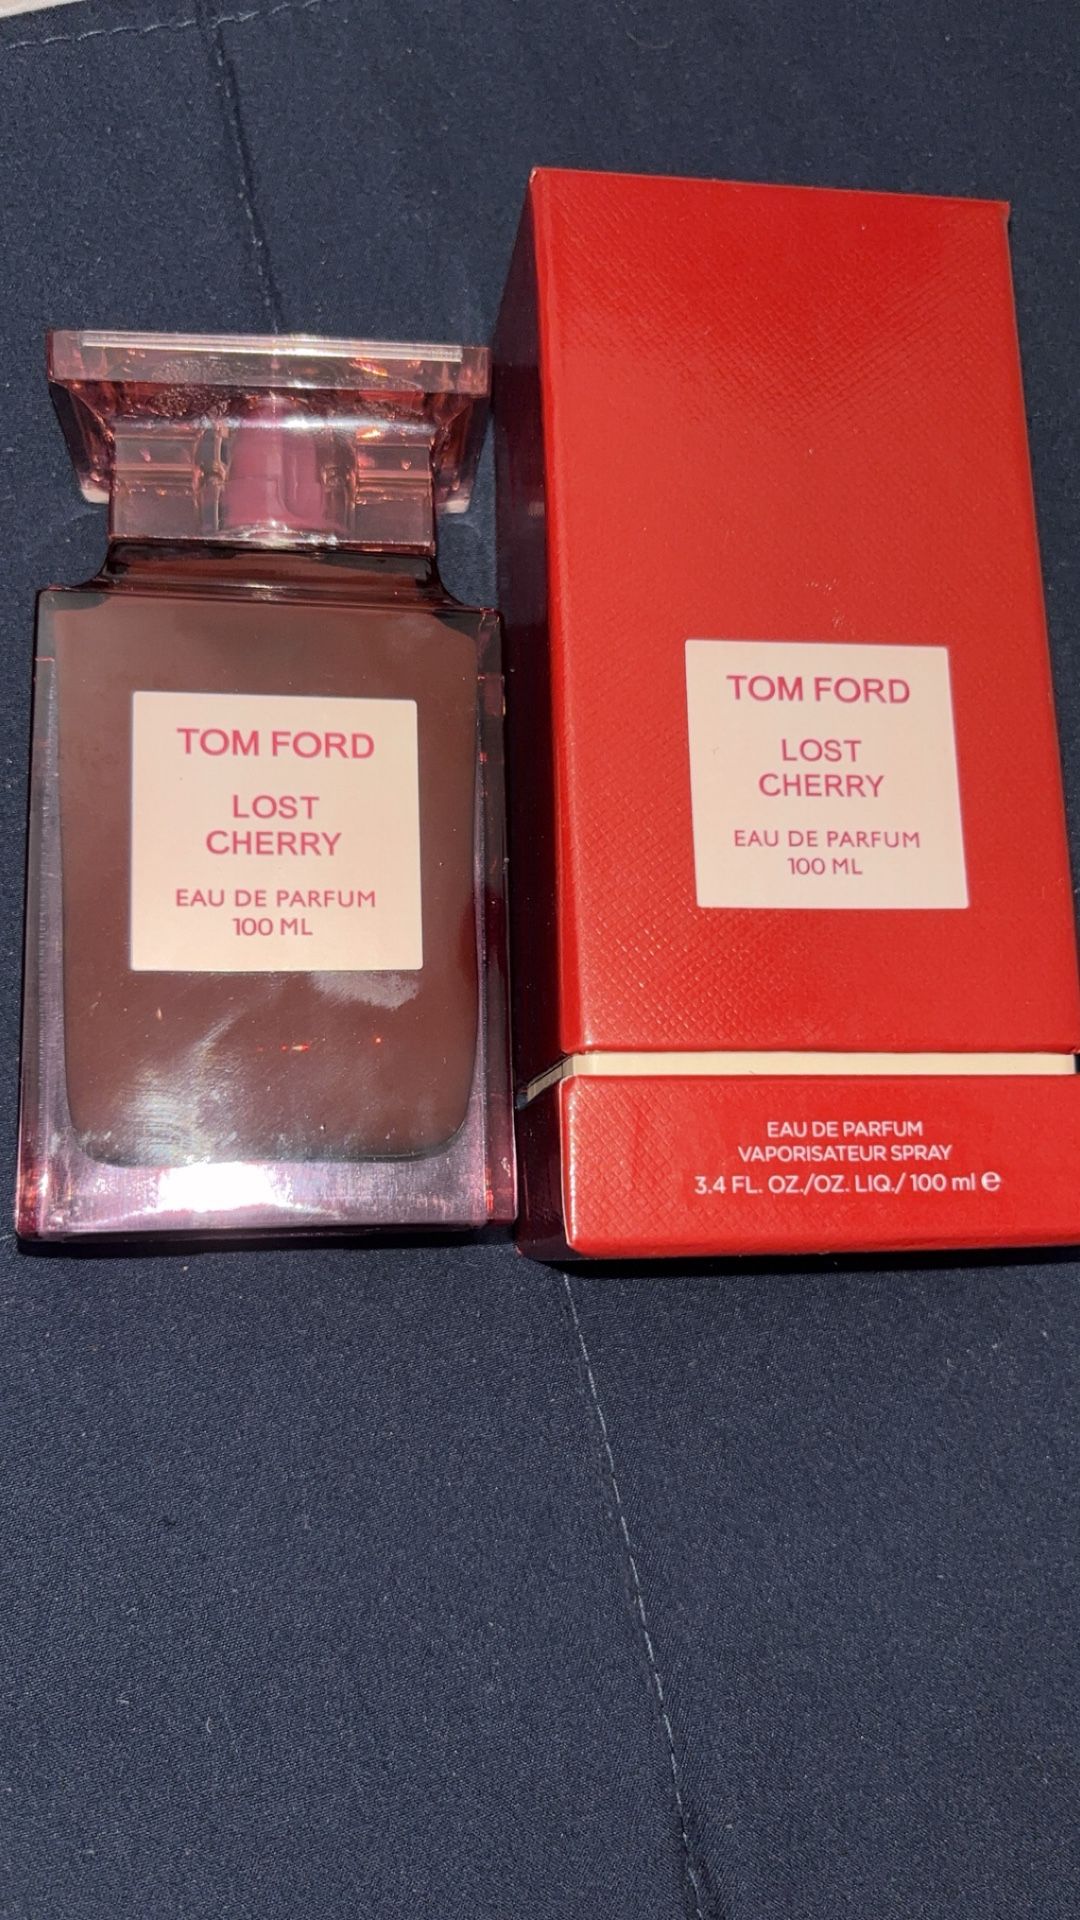 TOM FORD
LOST
CHERRY
EAU DE PARFUM
100 ML
TOM FORD
LOST
CHERRY
EAU DE PARFUM
100 ML
EAU DE PARFUM
VAPORISATEUR SPRAY
3.4 FL. OZ./OZ. LIQ./ 100 ml ℮